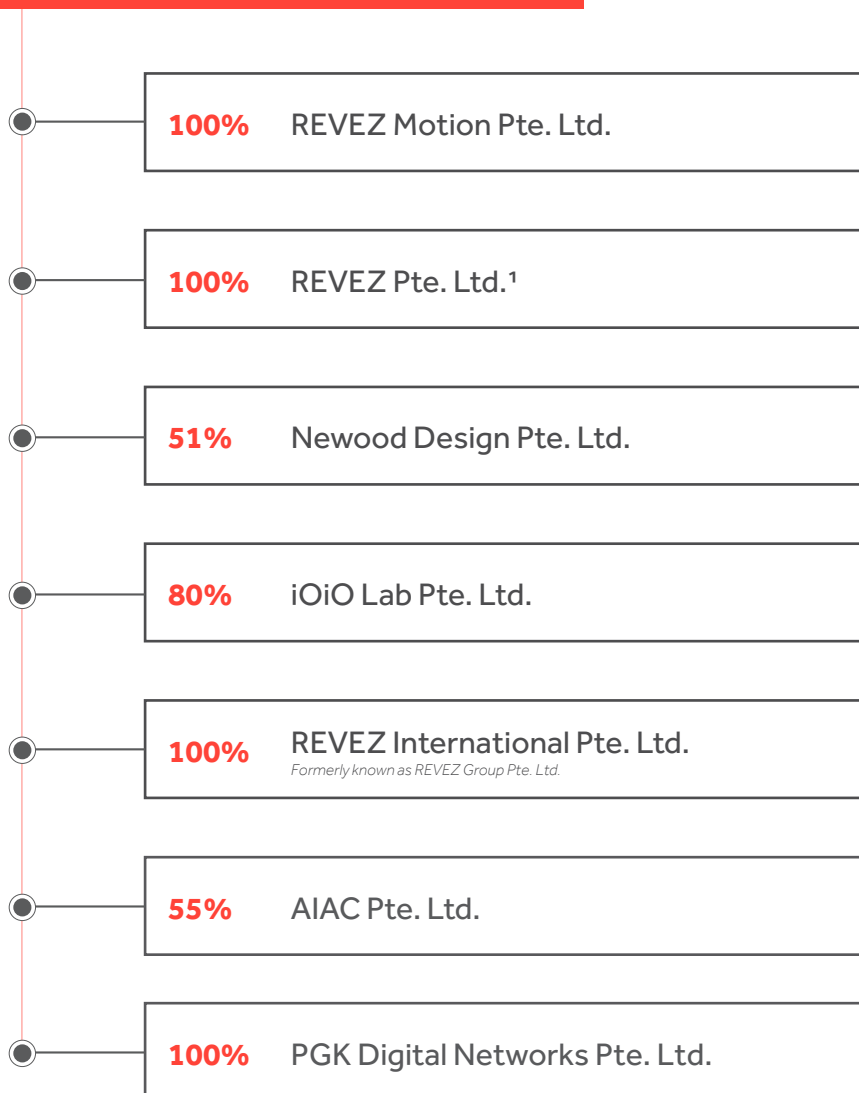 100% REVEZ Motion Pte. Ltd.
100% REVEZ Pte. Ltd.¹
51% Newood Design Pte. Ltd.
80% iOiO Lab Pte. Ltd.
100% REVEZ International Pte. Ltd.
Formerly known as REVEZ Group Pte. Ltd.
55% AIAC Pte. Ltd.
100% PGK Digital Networks Pte. Ltd.